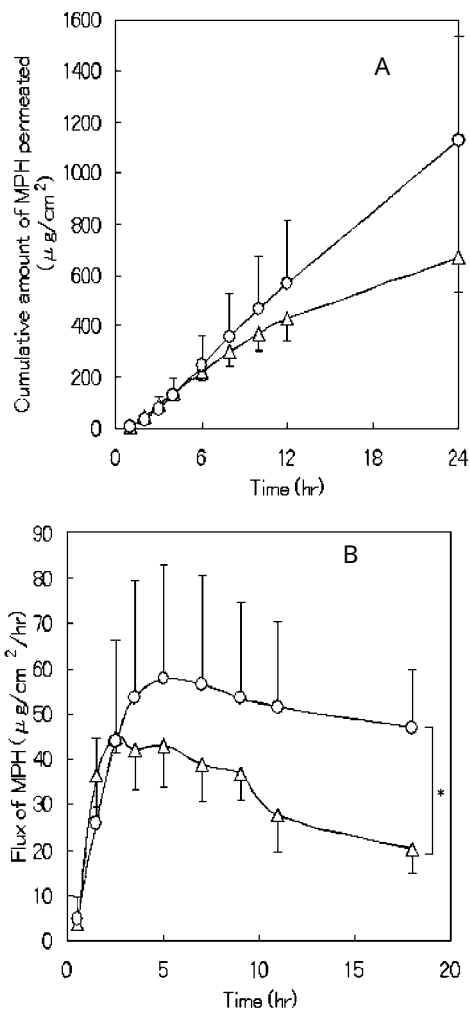 A
Cumulative amount of MPH permeated
(μg/cm²)
1600
1400
1200
1000
800
600
400
200
0
0 6 12 18 24
Time (hr)
B
Flux of MPH (μg/cm²/hr)
90
80
70
60
50
40
30
20
10
0
*
0 5 10 15 20
Time (hr)